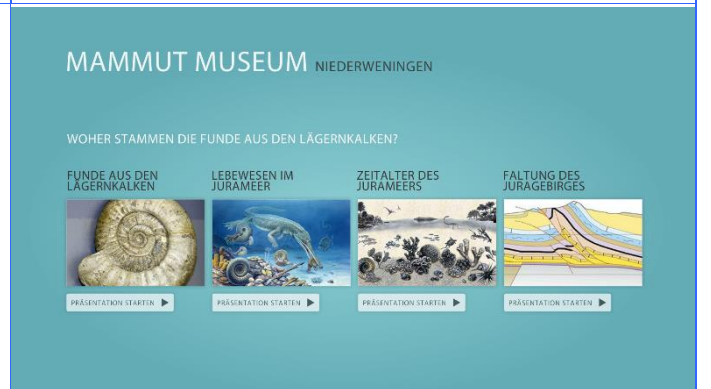 MAMMUT MUSEUM NIEDERWENINGEN
WOHER STAMMEN DIE FUNDE AUS DEN LÄGERNKALKEN?
FUNDE AUS DEN
LÄGERNKALKEN
LEBEWESEN IM
JURAMEER
ZEITALTER DES
JURAMEERS
FALTUNG DES
JURAGEBIRGES
PRÄSENTATION STARTEN
PRÄSENTATION STARTEN
PRÄSENTATION STARTEN
PRÄSENTATION STARTEN